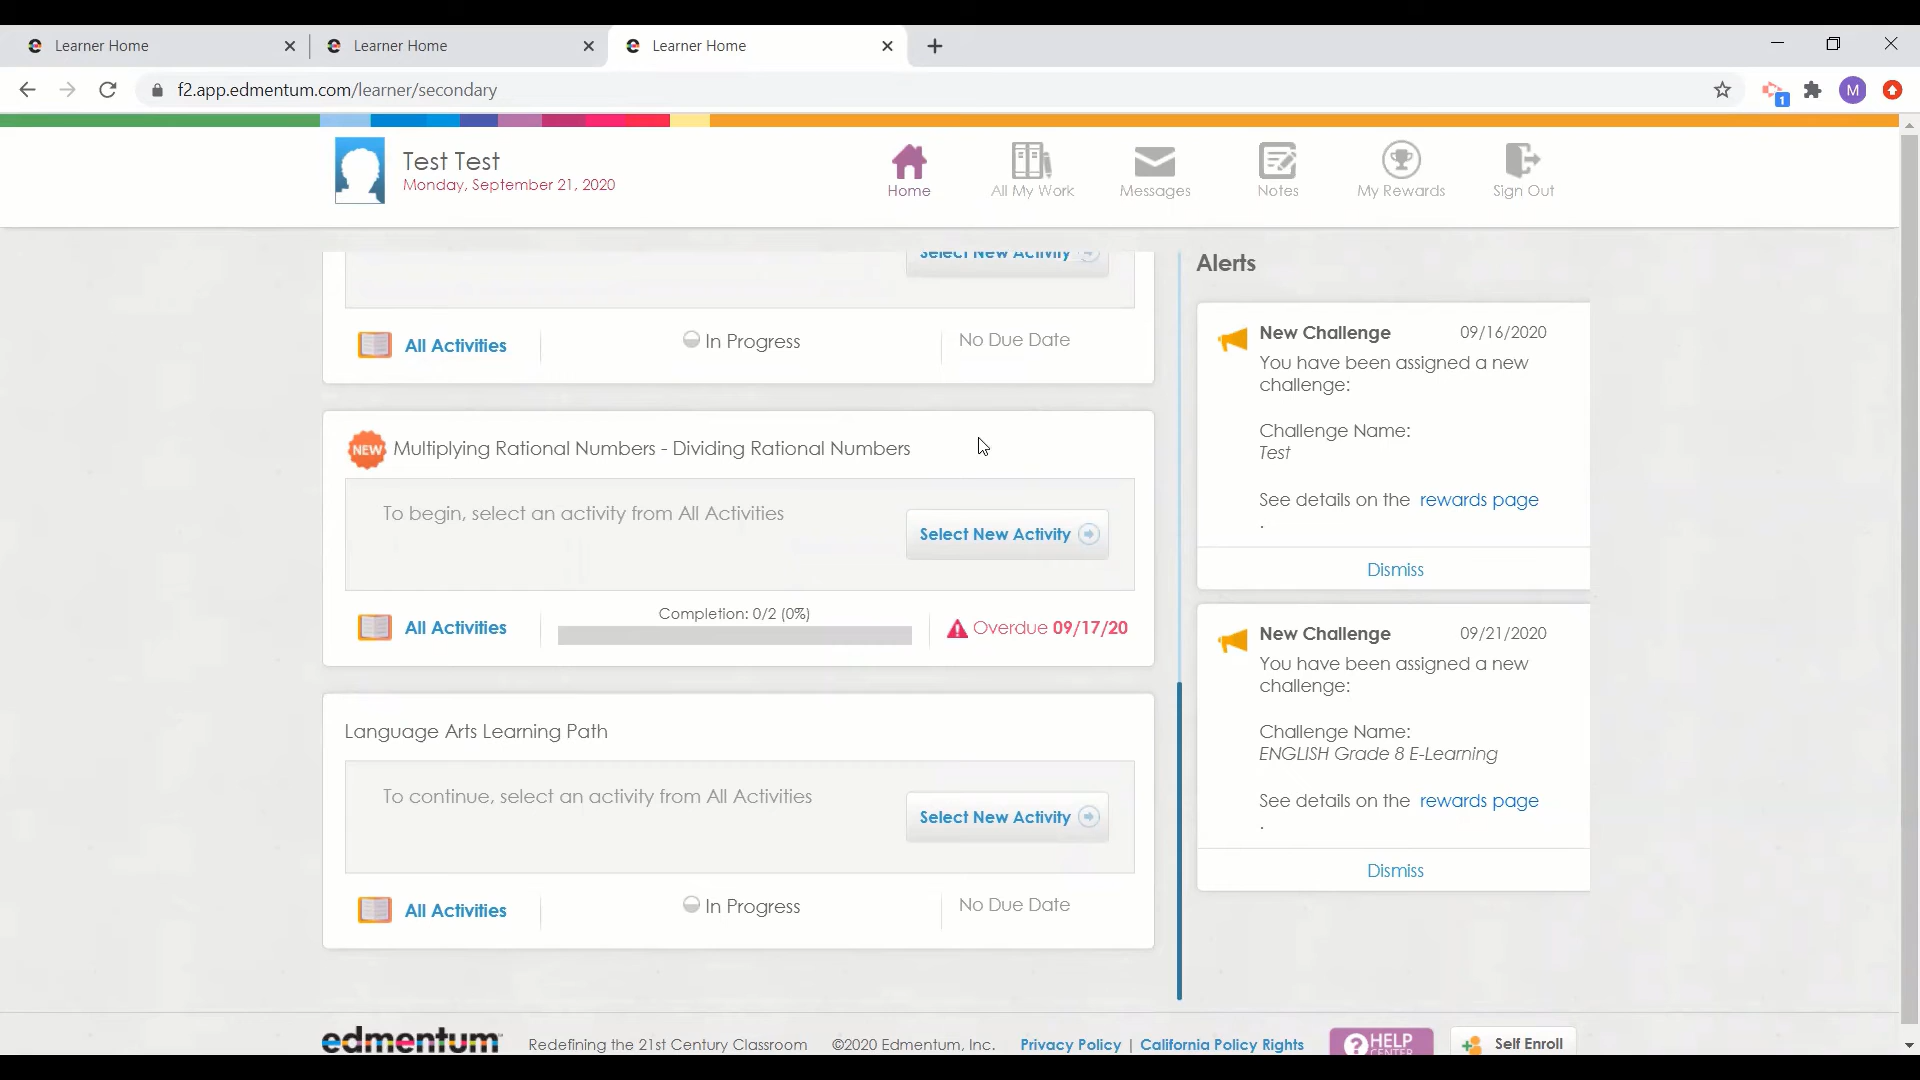 Learner Home
Learner Home
Learner Home
f2.app.edmentum.com/learner/secondary
1
M
Test Test
Monday, September 21, 2020
Home
All My Work
Messages
Notes
My Rewards
Sign Out
Select New Activity
All Activities
In Progress
No Due Date
NEW
Multiplying Rational Numbers - Dividing Rational Numbers
To begin, select an activity from All Activities
Select New Activity
All Activities
Completion: 0/2 (0%)
Overdue 09/17/20
Language Arts Learning Path
To continue, select an activity from All Activities
Select New Activity
All Activities
In Progress
No Due Date
Alerts
New Challenge 09/16/2020
You have been assigned a new
challenge:
Challenge Name:
Test
See details on the rewards page
.
Dismiss
New Challenge 09/21/2020
You have been assigned a new
challenge:
Challenge Name:
ENGLISH Grade 8 E-Learning
See details on the rewards page
.
Dismiss
edmentum
Redefining the 21st Century Classroom
©2020 Edmentum, Inc.
Privacy Policy | California Policy Rights
? HELP
CENTER
Self Enroll